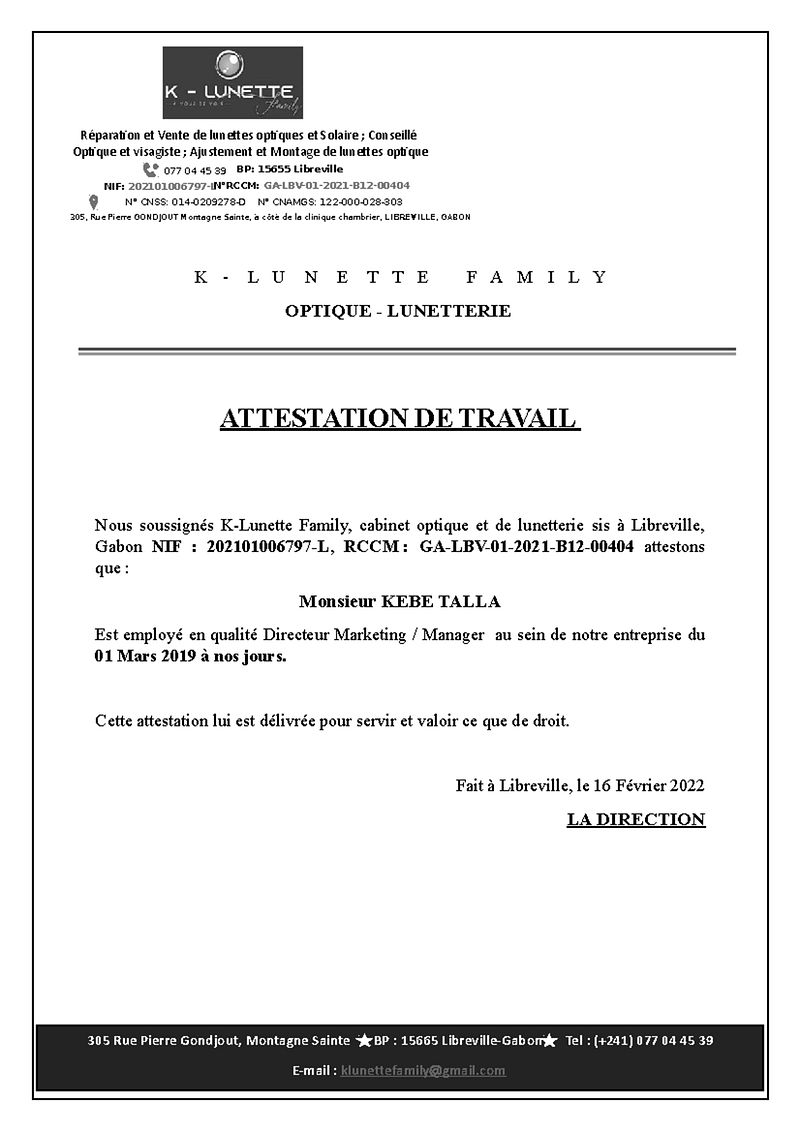 K - LUNETTE
Family
Réparation et Vente de lunettes optiques et Solaire ; Conseillé
Optique et visagiste ; Ajustement et Montage de lunettes optique
077 04 45 39 BP: 15655 Libreville
NIF: 202101006797-L N°RCCM: GA-LBV-01-2021-B12-00404
N° CNSS: 014-0209278-D N° CNAMGS: 122-000-028-303
305, Rue Pierre GONDJOUT Montagne Sainte, à côté de la clinique chambrier, LIBREVILLE, GABON
K - LUNETTE FAMILY
OPTIQUE - LUNETTERIE
ATTESTATION DE TRAVAIL
Nous soussignés K-Lunette Family, cabinet optique et de lunetterie sis à Libreville,
Gabon NIF : 202101006797-L, RCCM : GA-LBV-01-2021-B12-00404 attestons
que :
Monsieur KEBE TALLA
Est employé en qualité Directeur Marketing / Manager au sein de notre entreprise du
01 Mars 2019 à nos jours.
Cette attestation lui est délivrée pour servir et valoir ce que de droit.
Fait à Libreville, le 16 Février 2022
LA DIRECTION
305 Rue Pierre Gondjout, Montagne Sainte ★ BP : 15665 Libreville-Gabon ★ Tel : (+241) 077 04 45 39
E-mail : klunettefamily@gmail.com